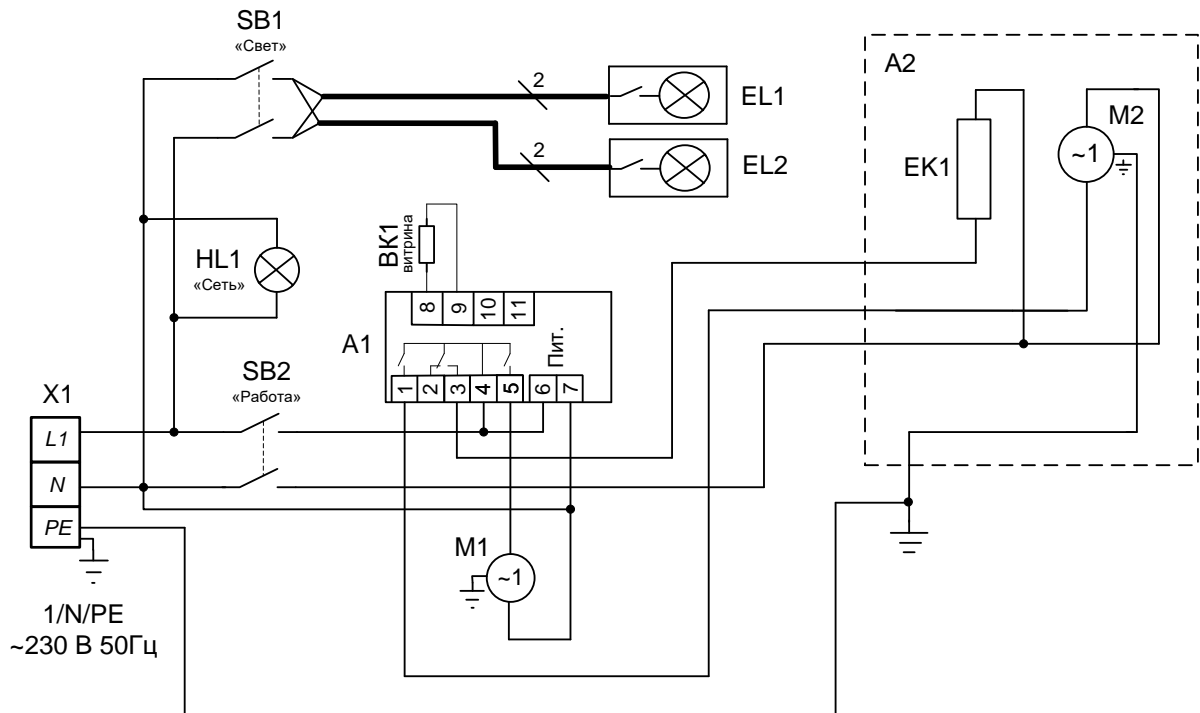 SB1
«Свет»
2
EL1
2
EL2
A2
M2
~1
EK1
HL1
«Сеть»
BK1
витрина
8 9 10 11
A1
Пит.
1 2 3 4 5 6 7
SB2
«Работа»
X1
L1
N
PE
M1
~1
1/N/PE
~230 В 50Гц